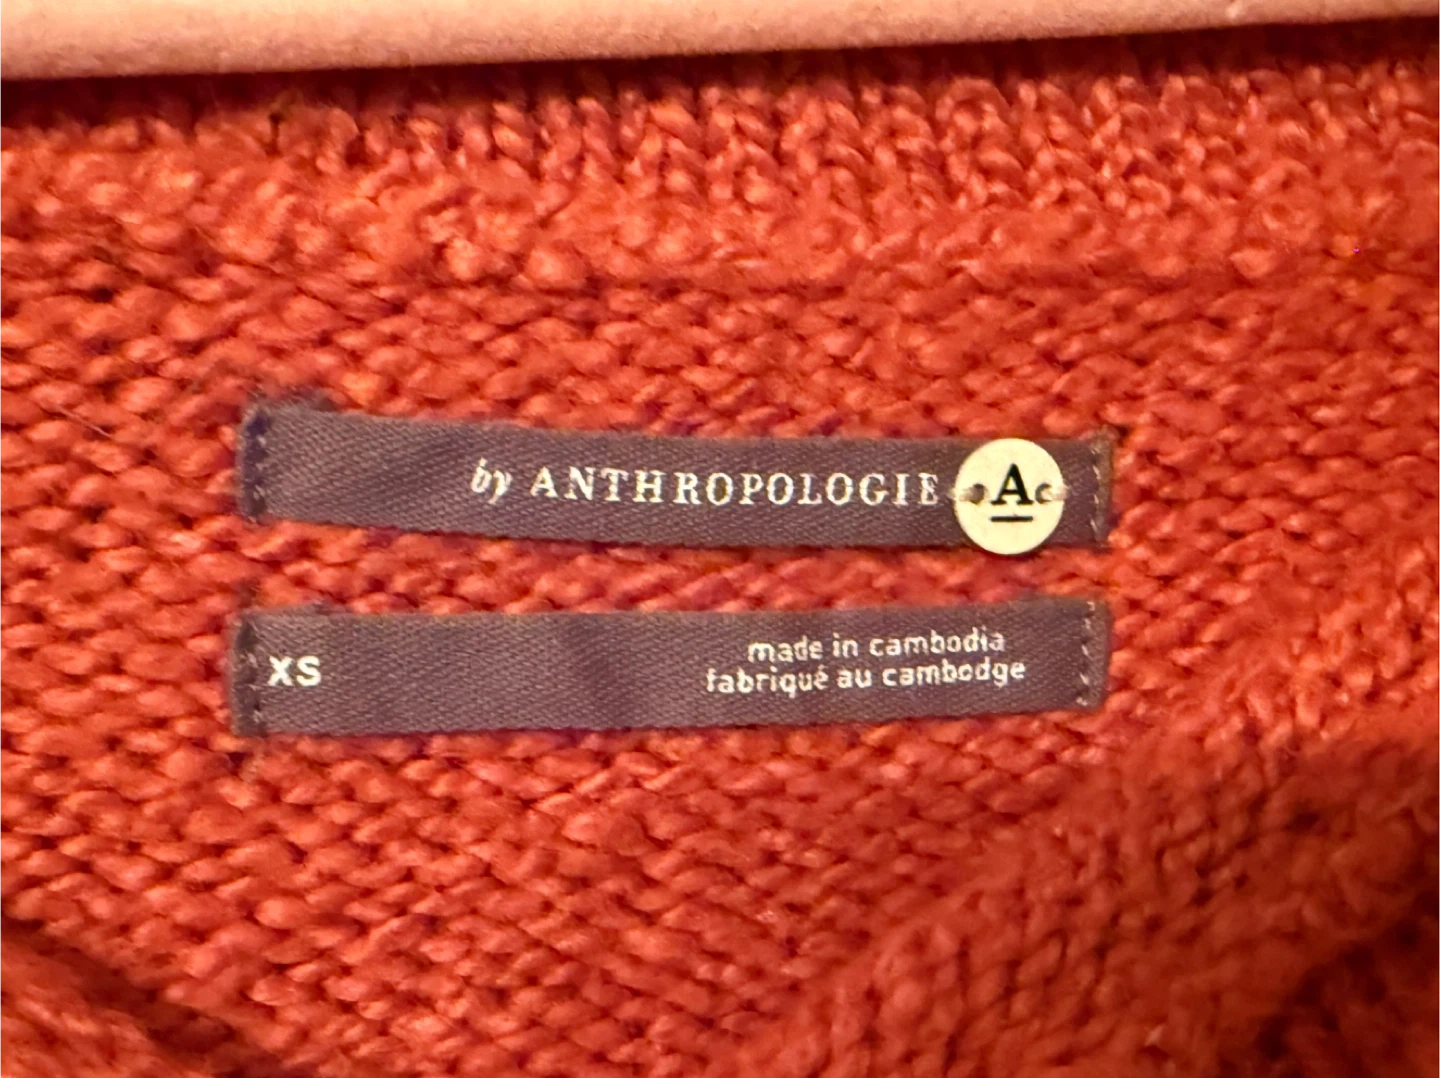 by ANTHROPOLOGIE
A
XS
made in cambodia
fabriqué au cambodge